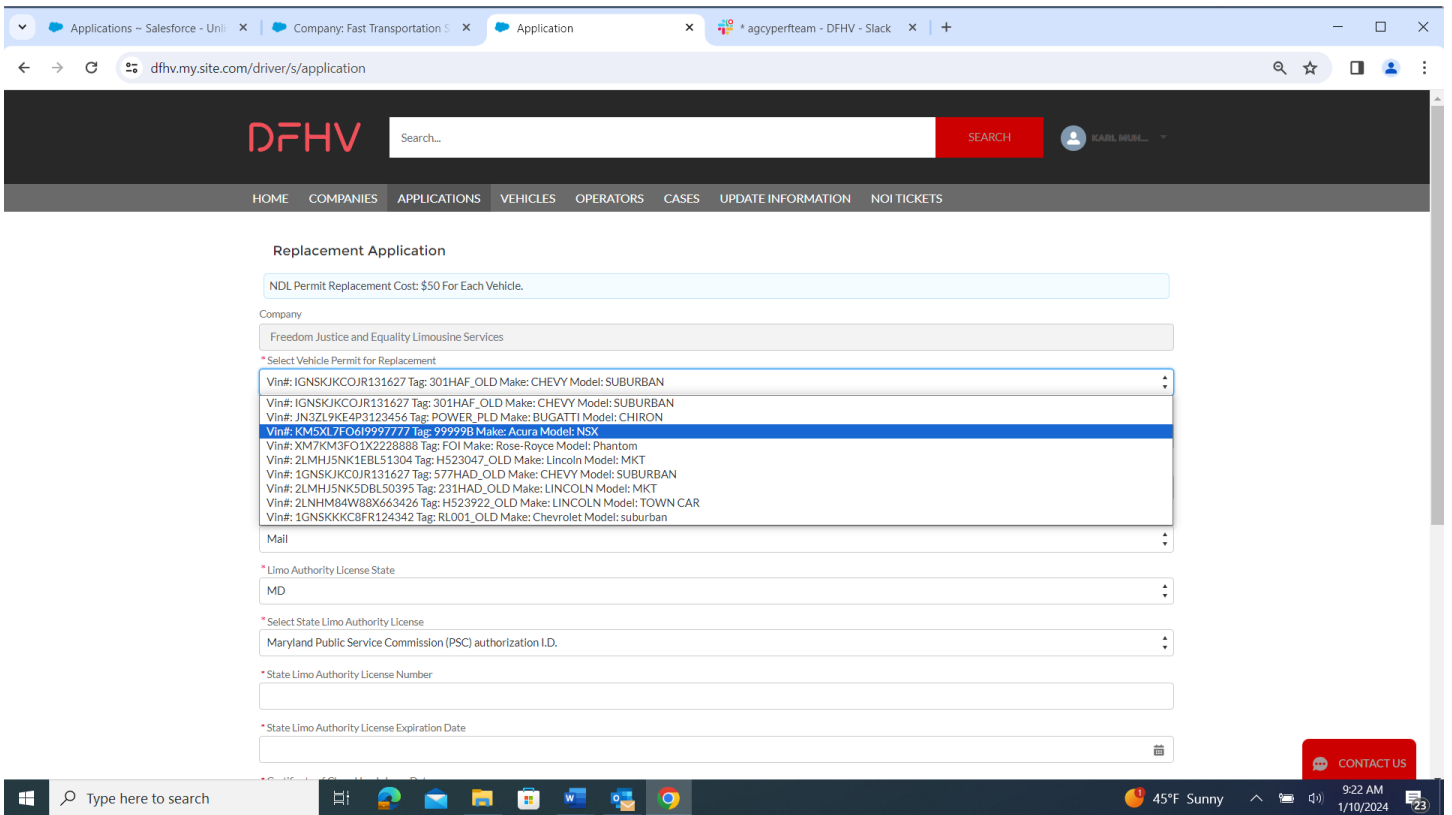 Applications ~ Salesforce - Unli
Company: Fast Transportation S
Application
* agcyperfteam - DFHV - Slack
dfhv.my.site.com/driver/s/application
DFHV
Search...
SEARCH
KARL MUH...
HOME COMPANIES APPLICATIONS VEHICLES OPERATORS CASES UPDATE INFORMATION NOI TICKETS
Replacement Application
NDL Permit Replacement Cost: $50 For Each Vehicle.
Company
Freedom Justice and Equality Limousine Services
* Select Vehicle Permit for Replacement
Vin#: IGNSKJKCOJR131627 Tag: 301HAF_OLD Make: CHEVY Model: SUBURBAN
Vin#: IGNSKJKCOJR131627 Tag: 301HAF_OLD Make: CHEVY Model: SUBURBAN
Vin#: JN3ZL9KE4P3123456 Tag: POWER_PLD Make: BUGATTI Model: CHIRON
Vin#: KM5XL7FO6I9997777 Tag: 99999B Make: Acura Model: NSX
Vin#: XM7KM3FO1X2228888 Tag: FOI Make: Rose-Royce Model: Phantom
Vin#: 2LMHJ5NK1EBL51304 Tag: H523047_OLD Make: Lincoln Model: MKT
Vin#: 1GNSKJKC0JR131627 Tag: 577HAD_OLD Make: CHEVY Model: SUBURBAN
Vin#: 2LMHJ5NK5DBL50395 Tag: 231HAD_OLD Make: LINCOLN Model: MKT
Vin#: 2LNHM84W88X663426 Tag: H523922_OLD Make: LINCOLN Model: TOWN CAR
Vin#: 1GNSKKKC8FR124342 Tag: RL001_OLD Make: Chevrolet Model: suburban
Mail
* Limo Authority License State
MD
* Select State Limo Authority License
Maryland Public Service Commission (PSC) authorization I.D.
* State Limo Authority License Number
* State Limo Authority License Expiration Date
CONTACT US
Type here to search
45°F Sunny
9:22 AM
1/10/2024
23